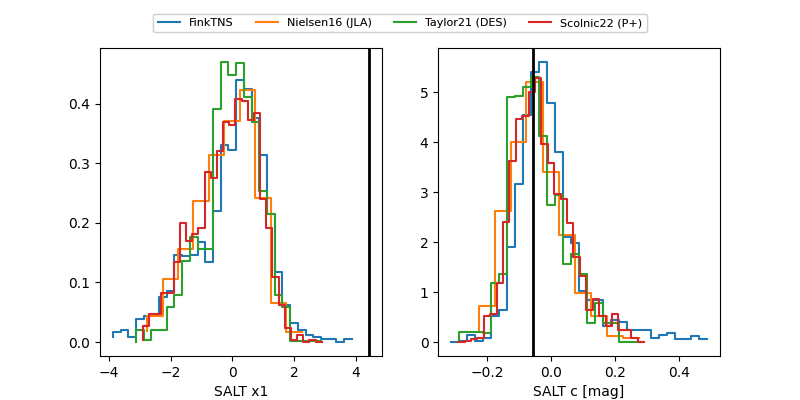 FinkTNS Nielsen16 (JLA) Taylor21 (DES) Scolnic22 (P+)
0.4
0.3
0.2
0.1
0.0
−4 −2 0 2 4
SALT x1
5
4
3
2
1
0
−0.2 0.0 0.2 0.4
SALT c [mag]